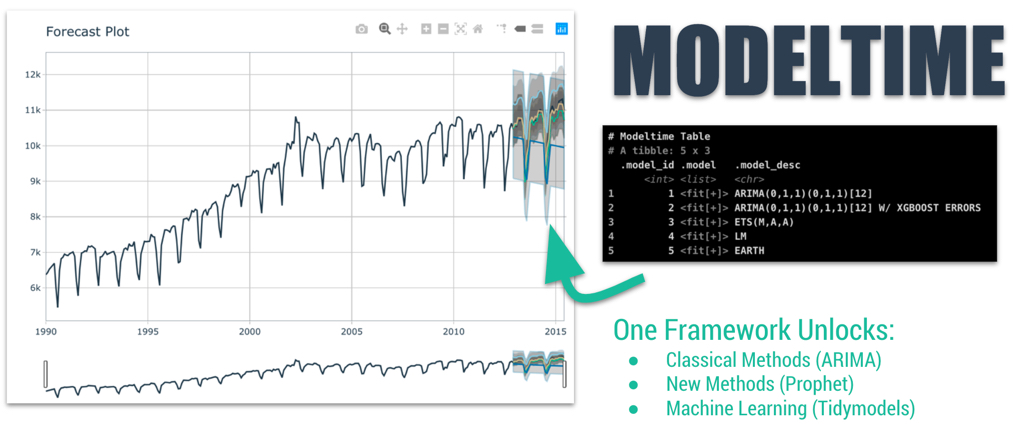 Forecast Plot
12k
11k
10k
9k
8k
7k
6k
1990 1995 2000 2005 2010 2015
MODELTIME
# Modeltime Table
# A tibble: 5 x 3
.model_id .model .model_desc
<int> <list> <chr>
1 1 <fit[+]> ARIMA(0,1,1)(0,1,1)[12]
2 2 <fit[+]> ARIMA(0,1,1)(0,1,1)[12] W/ XGBOOST ERRORS
3 3 <fit[+]> ETS(M,A,A)
4 4 <fit[+]> LM
5 5 <fit[+]> EARTH
One Framework Unlocks:
● Classical Methods (ARIMA)
● New Methods (Prophet)
● Machine Learning (Tidymodels)